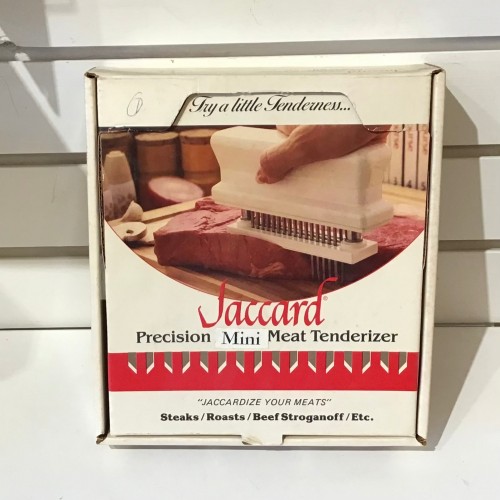 Try a little Tenderness...
Jaccard®
Precision Mini Meat Tenderizer
"JACCARDIZE YOUR MEATS"
Steaks/Roasts/Beef Stroganoff/Etc.